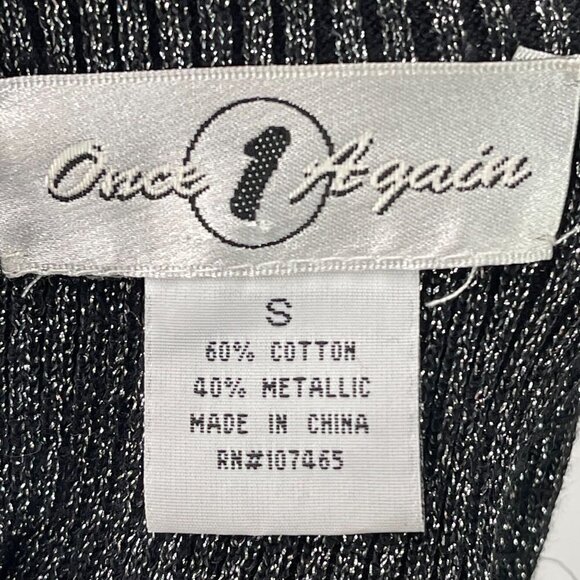 Once 1 Again
S
60% COTTON
40% METALLIC
MADE IN CHINA
RN#107465